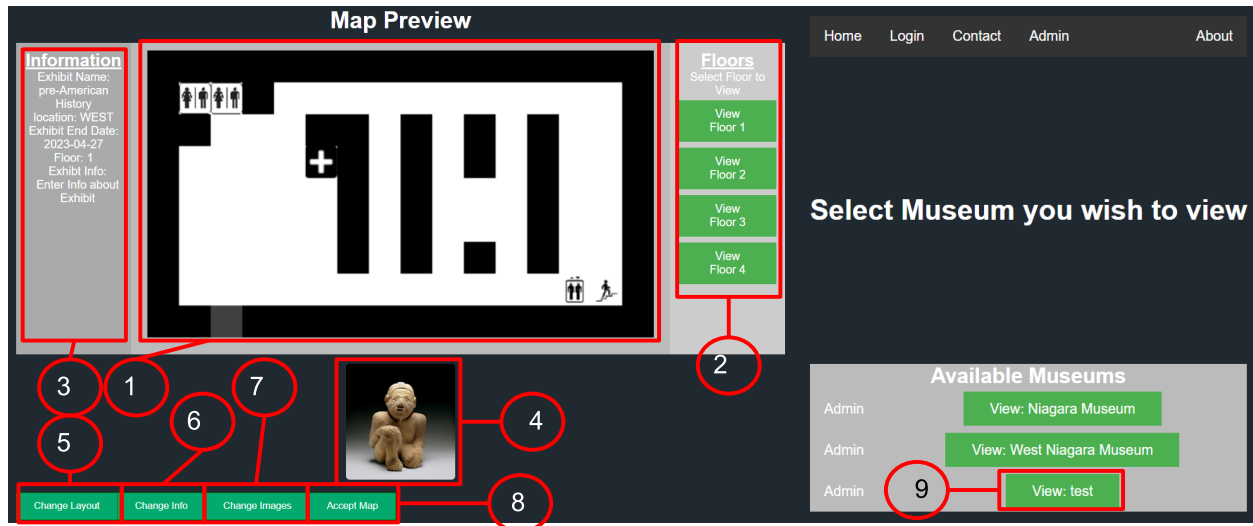 Map Preview
Information
Exhibit Name:
pre-American
History
location: WEST
Exhibit End Date:
2023-04-27
Floor: 1
Exhibt Info:
Enter Info about
Exhibit
Floors
Select Floor to
View
View
Floor 1
View
Floor 2
View
Floor 3
View
Floor 4
3
1
7
2
6
4
5
8
Change Layout
Change Info
Change Images
Accept Map
Home
Login
Contact
Admin
About
Select Museum you wish to view
Available Museums
Admin
View: Niagara Museum
Admin
View: West Niagara Museum
Admin
9
View: test